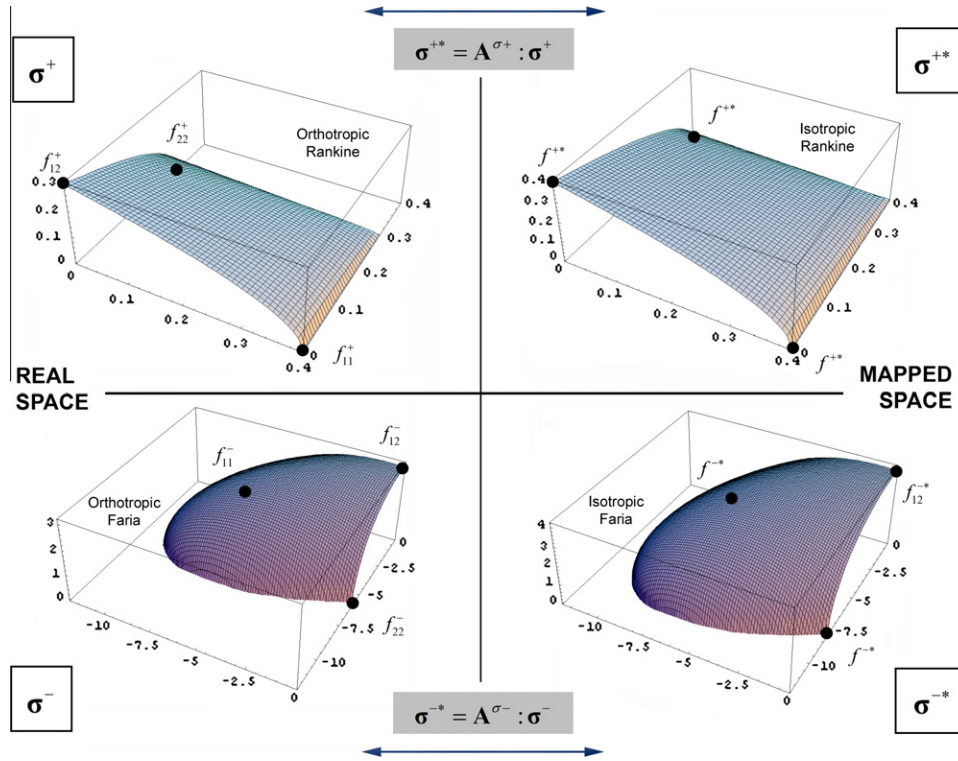 σ⁺* = A^σ+ : σ⁺
σ⁺
σ⁺*
Orthotropic
Rankine
f₂₂⁺
f₁₂⁺
0.3
0.2
0.1
0
0
0.1
0.2
0.3
0.4
0
0.1
0.2
0.3
0.4
f₁₁⁺
Isotropic
Rankine
f⁺*
f⁺*
0.4
0.3
0.2
0.1
0
0
0.1
0.2
0.3
0.4
0
0.1
0.2
0.3
0.4
f⁺*
REAL
SPACE
MAPPED
SPACE
f₁₂⁻
f₁₁⁻
Orthotropic
Faria
3
2
1
0
-10
-7.5
-5
-2.5
0
-10
-7.5
-5
-2.5
0
f₂₂⁻
f⁻*
f₁₂⁻*
Isotropic
Faria
4
3
2
1
0
-10
-7.5
-5
-2.5
0
-10
-7.5
-5
-2.5
0
f⁻*
σ⁻
σ⁻*
σ⁻* = A^σ− : σ⁻